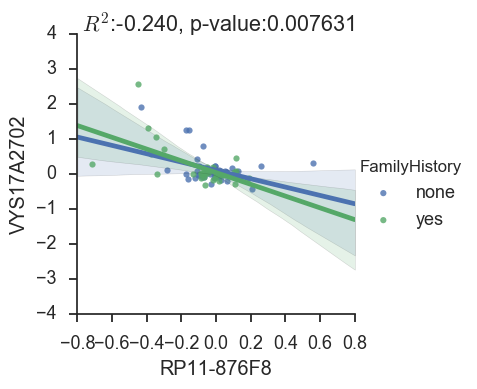 R²:-0.240, p-value:0.007631
4
3
2
1
0
−1
−2
−3
−4
VYS17A2702
−0.8−0.6−0.4−0.2 0.0 0.2 0.4 0.6 0.8
RP11-876F8
FamilyHistory
none
yes